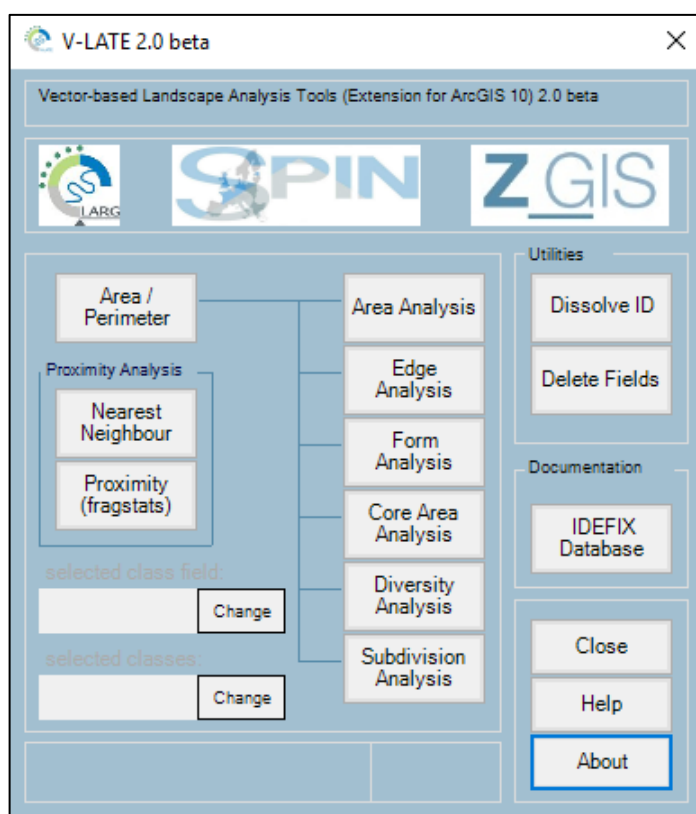 V-LATE 2.0 beta
Vector-based Landscape Analysis Tools (Extension for ArcGIS 10) 2.0 beta
LARG
SPIN
Z_GIS
Area /
Perimeter
Proximity Analysis
Nearest
Neighbour
Proximity
(fragstats)
selected class field:
Change
selected classes:
Change
Area Analysis
Edge
Analysis
Form
Analysis
Core Area
Analysis
Diversity
Analysis
Subdivision
Analysis
Utilities
Dissolve ID
Delete Fields
Documentation
IDEFIX
Database
Close
Help
About